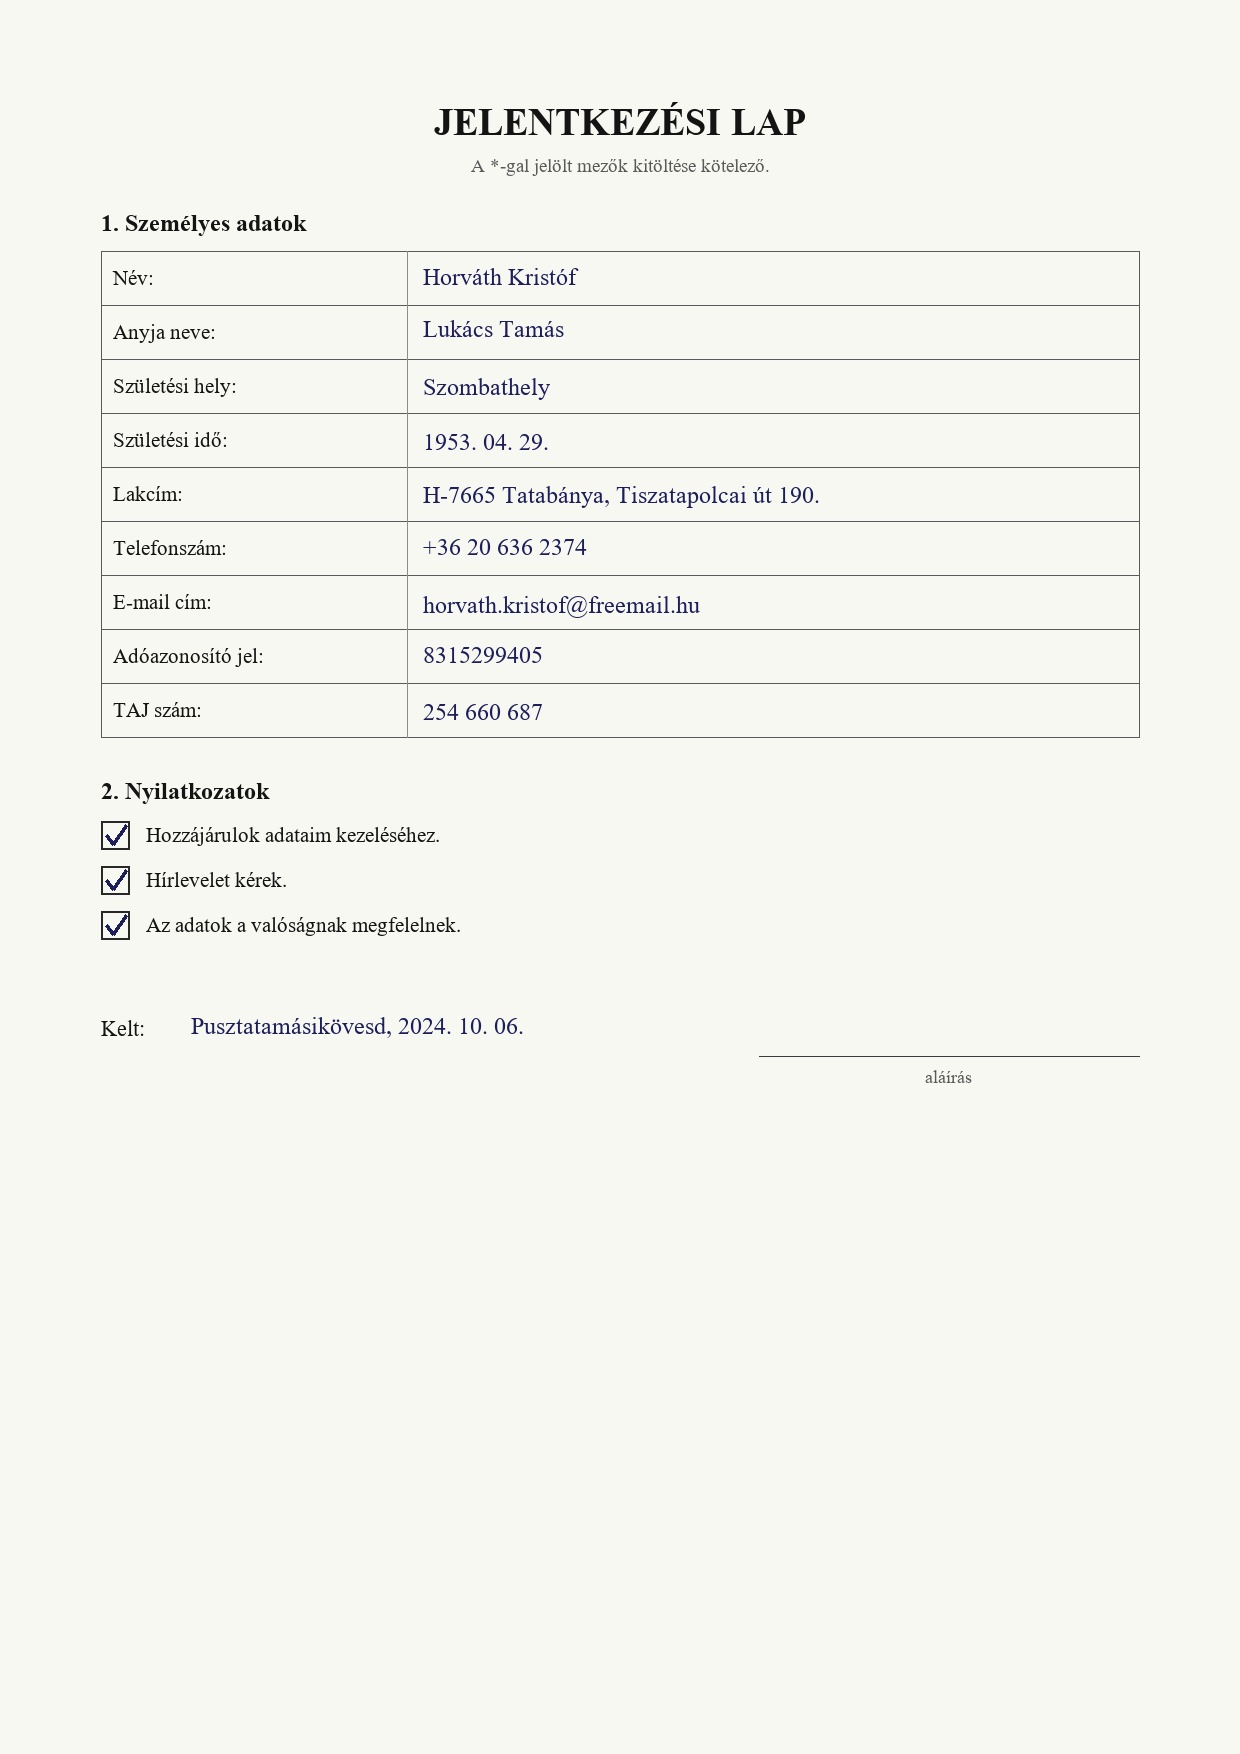 JELENTKEZÉSI LAP
A *-gal jelölt mezők kitöltése kötelező.
1. Személyes adatok
Név: Horváth Kristóf
Anyja neve: Lukács Tamás
Születési hely: Szombathely
Születési idő: 1953. 04. 29.
Lakcím: H-7665 Tatabánya, Tiszatapolcai út 190.
Telefonszám: +36 20 636 2374
E-mail cím: horvath.kristof@freemail.hu
Adóazonosító jel: 8315299405
TAJ szám: 254 660 687
2. Nyilatkozatok
Hozzájárulok adataim kezeléséhez.
Hírlevelet kérek.
Az adatok a valóságnak megfelelnek.
Kelt: Pusztatamásikövesd, 2024. 10. 06.
aláírás